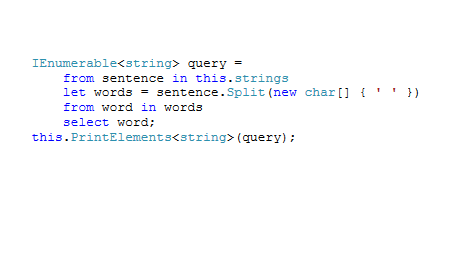 IEnumerable<string> query =
from sentence in this.strings
let words = sentence.Split(new char[] { ' ' })
from word in words
select word;
this.PrintElements<string>(query);